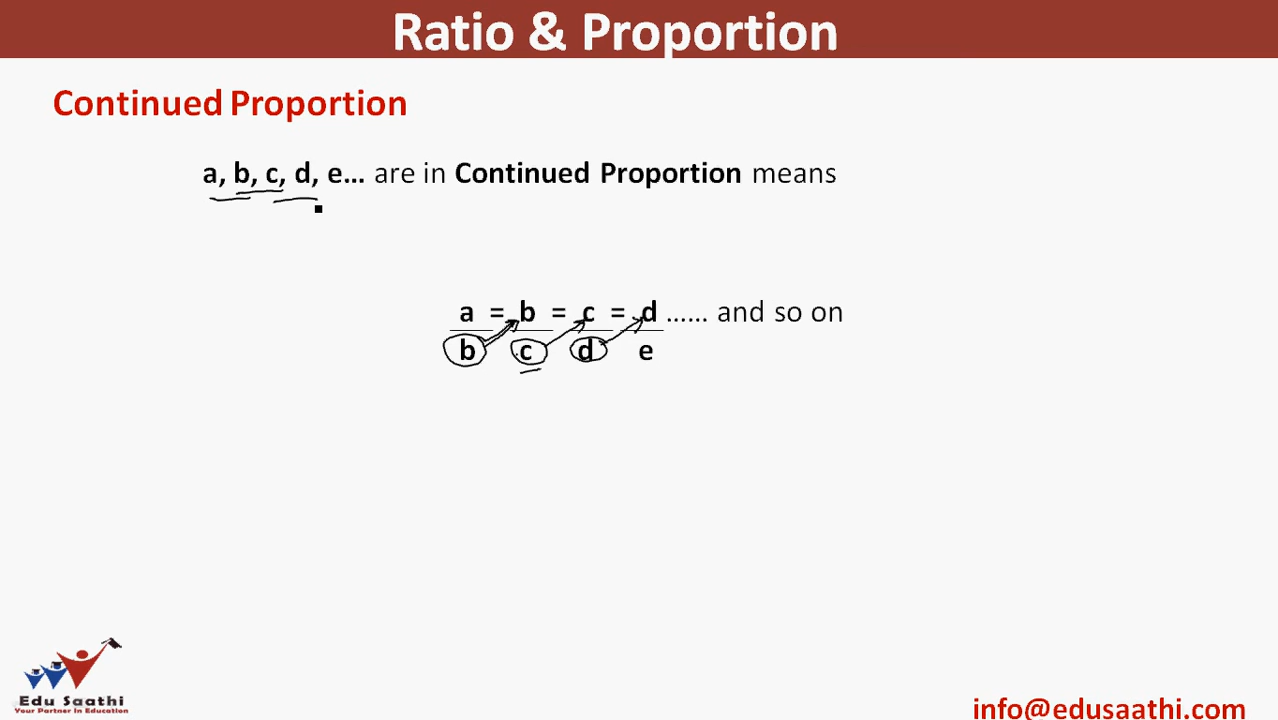 Ratio & Proportion
Continued Proportion
a, b, c, d, e... are in Continued Proportion means
a = b = c = d ...... and so on
b c d e
Edu Saathi
Your Partner In Education
info@edusaathi.com